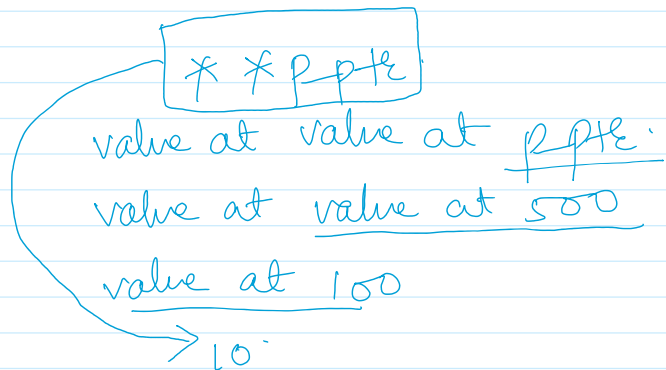 * * p_ptr
value at value at p_ptr.
value at value at 500
value at 100
10.